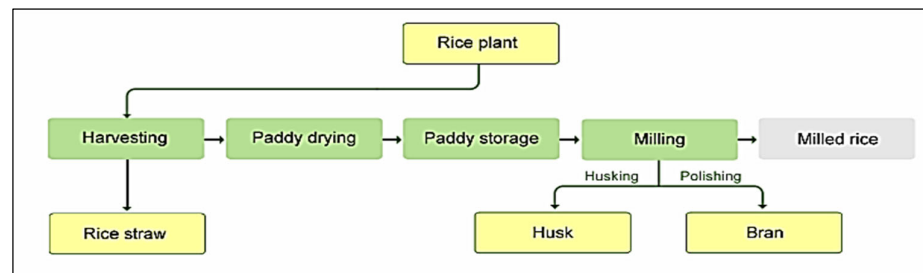 Rice plant
Harvesting
Paddy drying
Paddy storage
Milling
Milled rice
Husking
Polishing
Rice straw
Husk
Bran